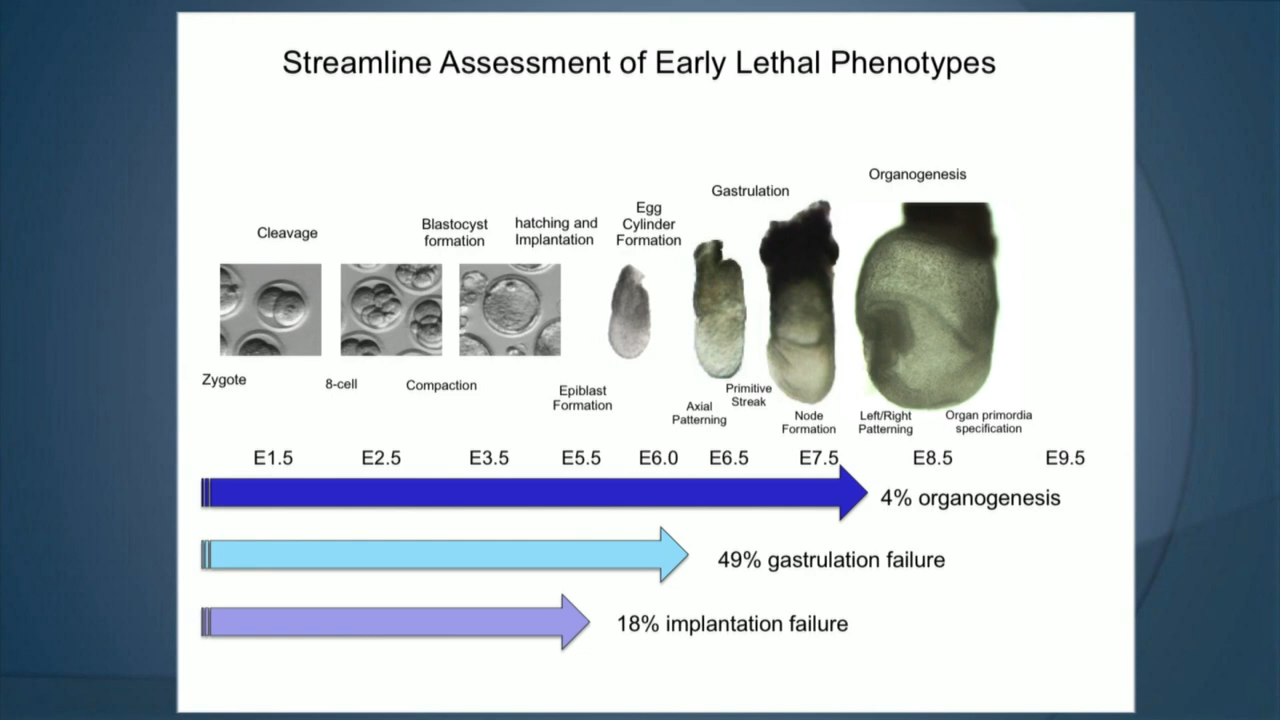 Streamline Assessment of Early Lethal Phenotypes
Organogenesis
Gastrulation
Egg
Cylinder
Formation
Cleavage
Blastocyst
formation
hatching and
Implantation
Zygote
8-cell
Compaction
Epiblast
Formation
Axial
Patterning
Primitive
Streak
Node
Formation
Left/Right
Patterning
Organ primordia
specification
E1.5 E2.5 E3.5 E5.5 E6.0 E6.5 E7.5 E8.5 E9.5
4% organogenesis
49% gastrulation failure
18% implantation failure